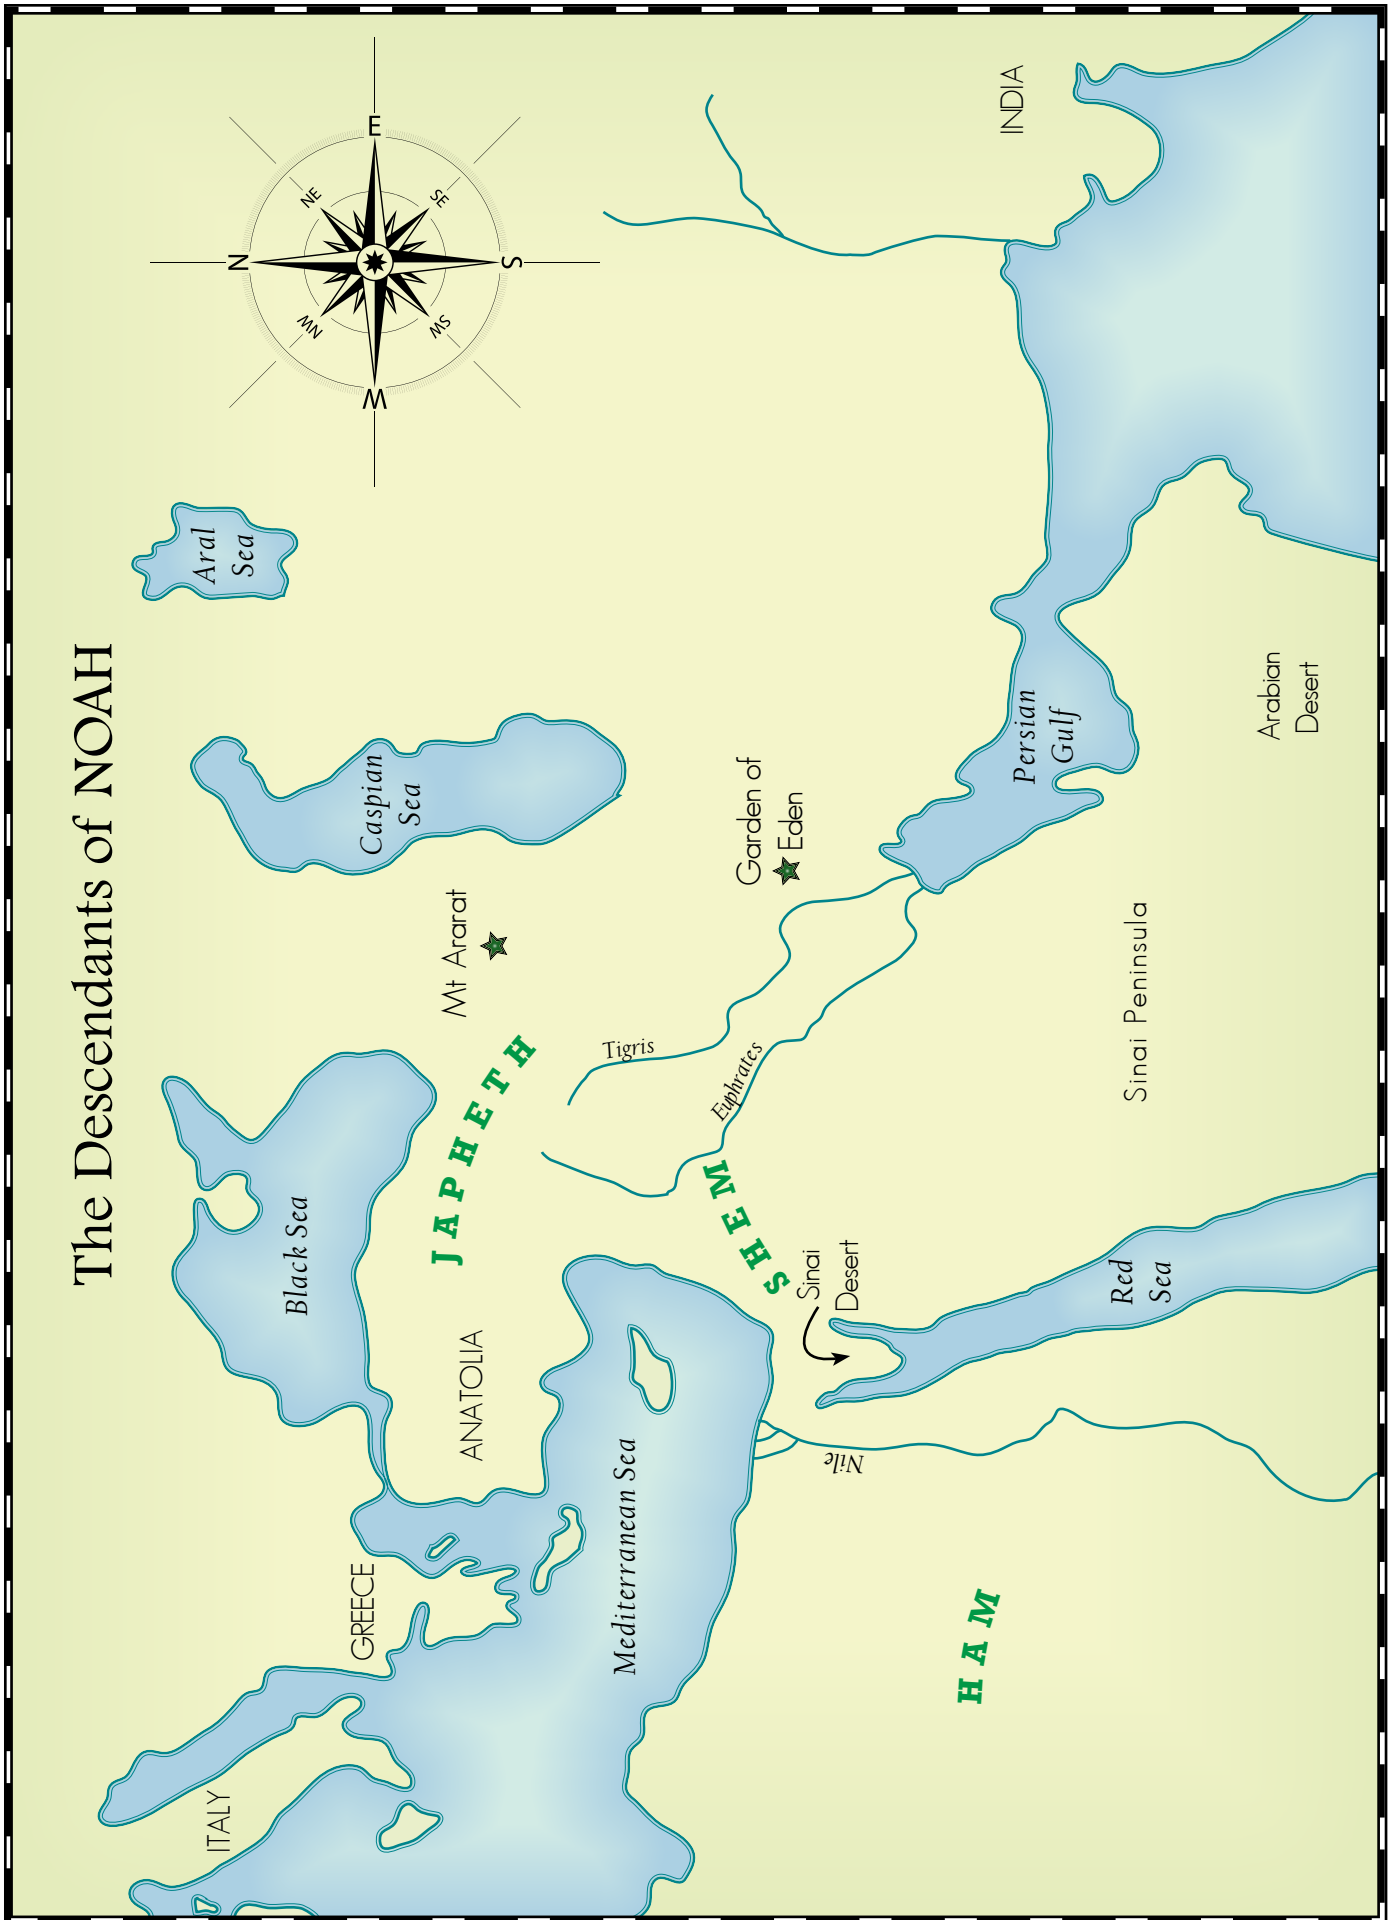 The Descendants of NOAH
Aral
Sea
Caspian
Sea
Black Sea
Mt Ararat
JAPHETH
ANATOLIA
GREECE
ITALY
Mediterranean Sea
Tigris
Euphrates
Garden of
Eden
SHEM
Sinai
Desert
Nile
HAM
Red
Sea
Sinai Peninsula
Persian
Gulf
Arabian
Desert
INDIA
N
NE
E
SE
S
SW
W
NW